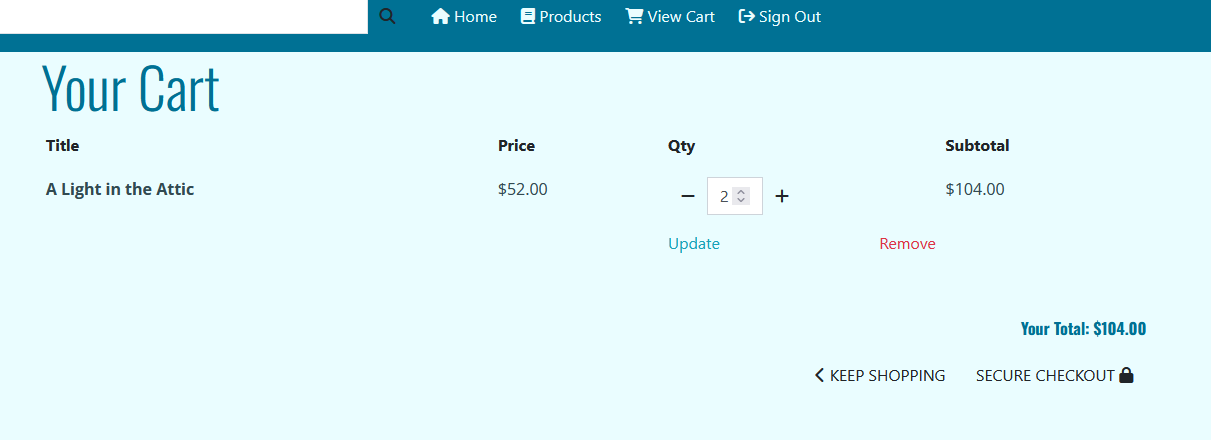 Home Products View Cart Sign Out
Your Cart
Title Price Qty Subtotal
A Light in the Attic $52.00 2 $104.00
Update Remove
Your Total: $104.00
KEEP SHOPPING SECURE CHECKOUT